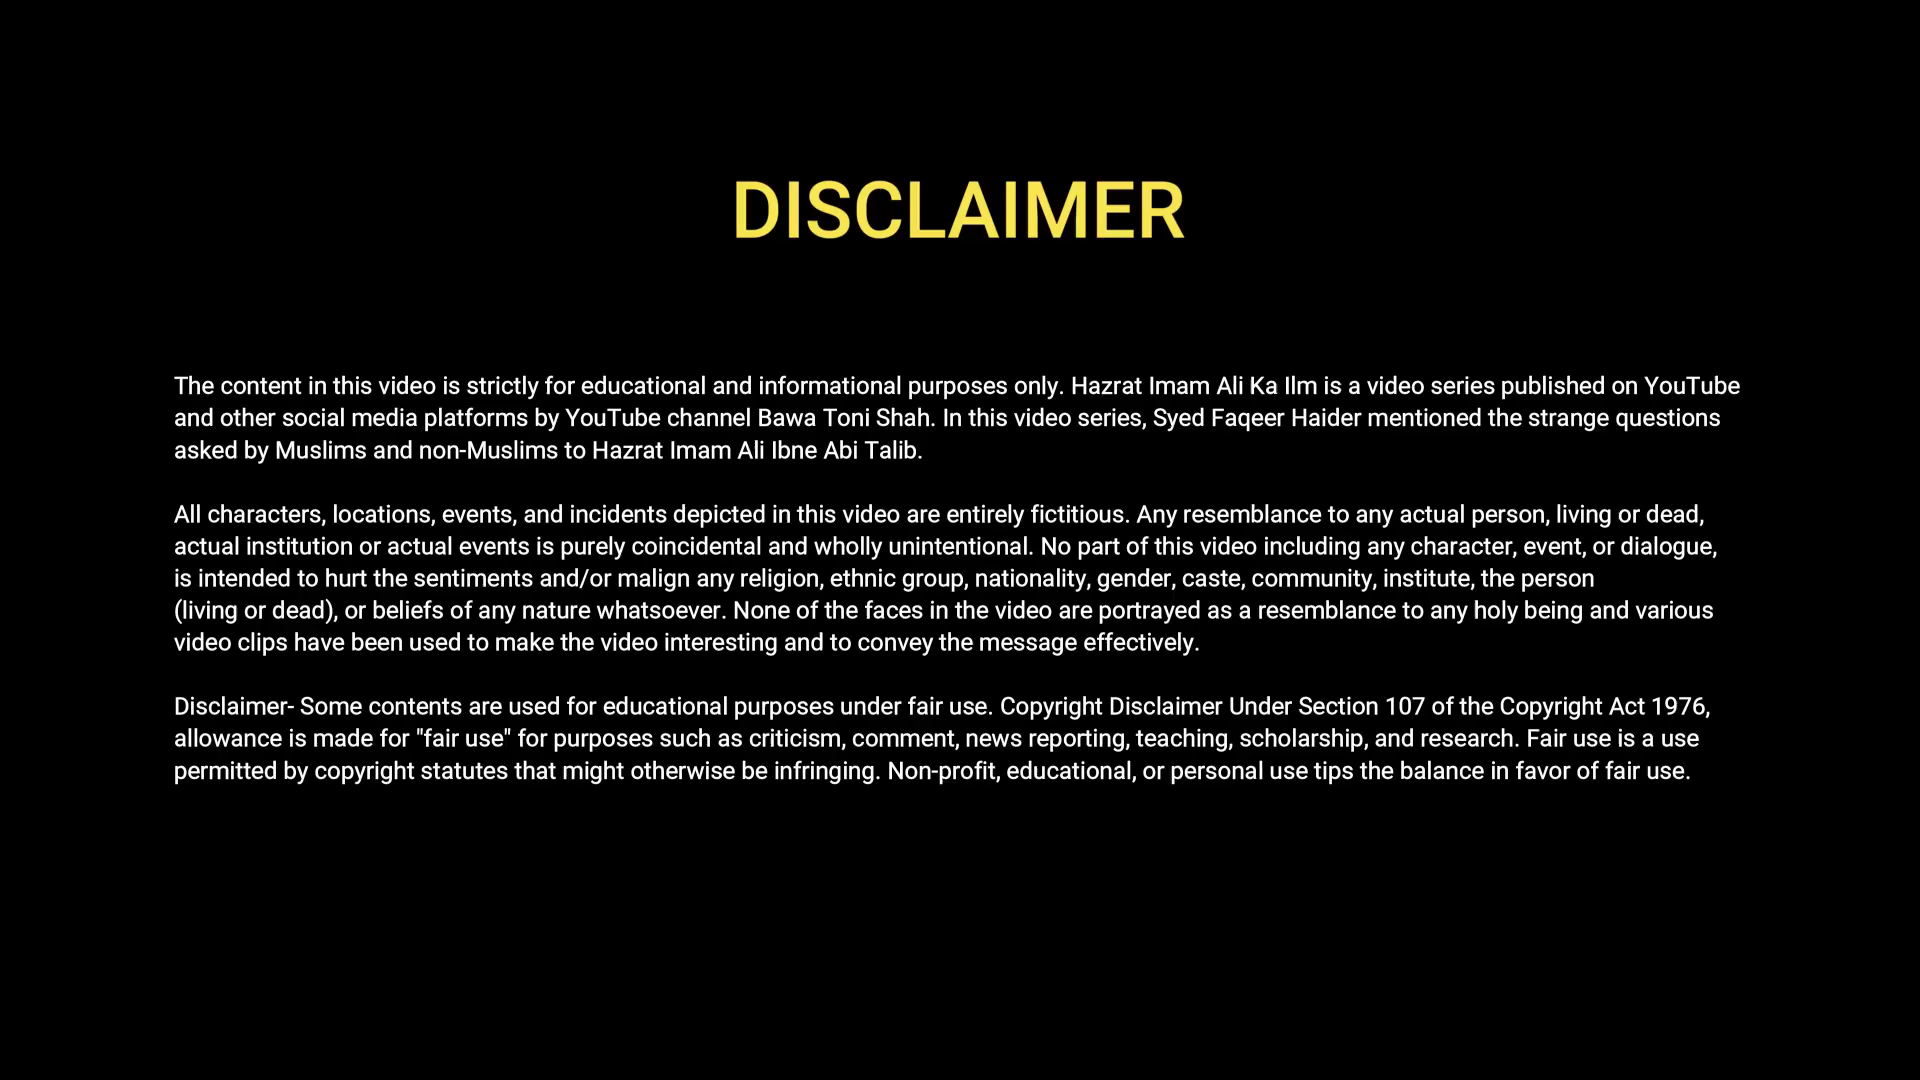 DISCLAIMER
The content in this video is strictly for educational and informational purposes only. Hazrat Imam Ali Ka Ilm is a video series published on YouTube
and other social media platforms by YouTube channel Bawa Toni Shah. In this video series, Syed Faqeer Haider mentioned the strange questions
asked by Muslims and non-Muslims to Hazrat Imam Ali Ibne Abi Talib.
All characters, locations, events, and incidents depicted in this video are entirely fictitious. Any resemblance to any actual person, living or dead,
actual institution or actual events is purely coincidental and wholly unintentional. No part of this video including any character, event, or dialogue,
is intended to hurt the sentiments and/or malign any religion, ethnic group, nationality, gender, caste, community, institute, the person
(living or dead), or beliefs of any nature whatsoever. None of the faces in the video are portrayed as a resemblance to any holy being and various
video clips have been used to make the video interesting and to convey the message effectively.
Disclaimer- Some contents are used for educational purposes under fair use. Copyright Disclaimer Under Section 107 of the Copyright Act 1976,
allowance is made for "fair use" for purposes such as criticism, comment, news reporting, teaching, scholarship, and research. Fair use is a use
permitted by copyright statutes that might otherwise be infringing. Non-profit, educational, or personal use tips the balance in favor of fair use.